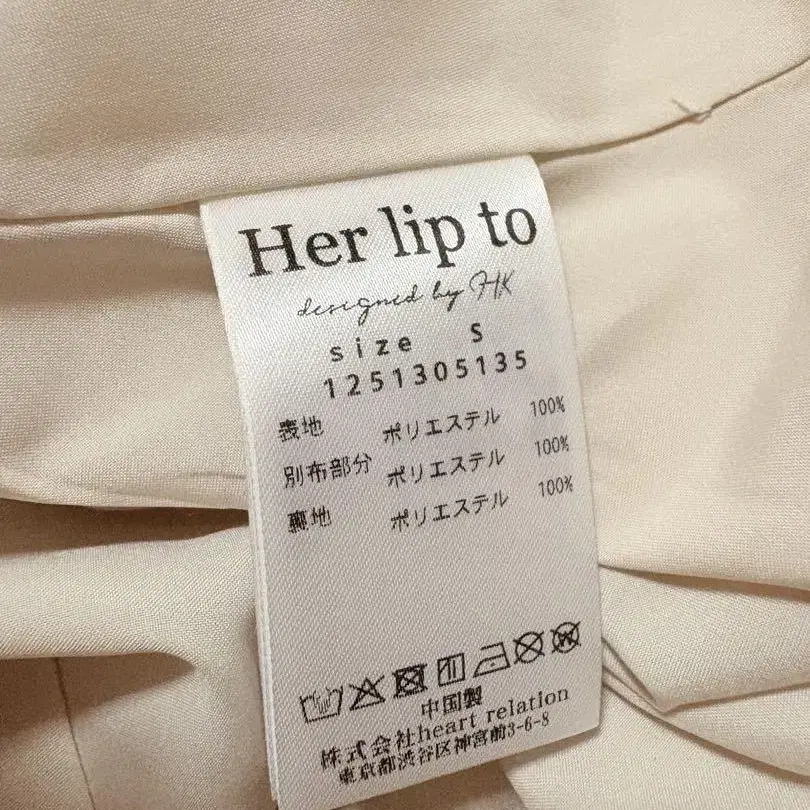 Her lip to
designed by HK
size S
1251305135
表地 ポリエステル 100%
別布部分 ポリエステル 100%
裏地 ポリエステル 100%
中国製
株式会社heart relation
東京都渋谷区神宮前3-6-8